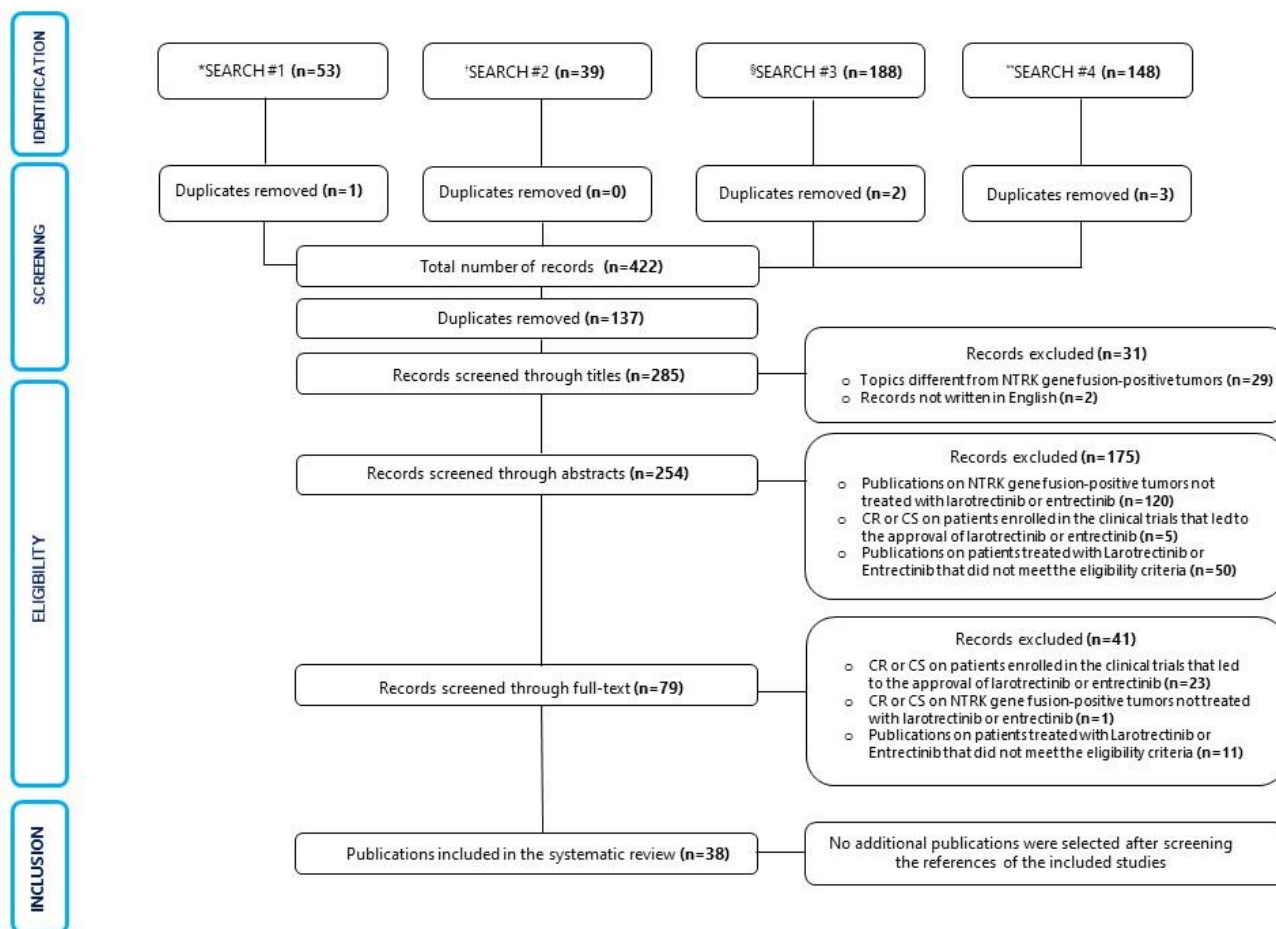 IDENTIFICATION
*SEARCH #1 (n=53)
†SEARCH #2 (n=39)
§SEARCH #3 (n=188)
**SEARCH #4 (n=148)
SCREENING
Duplicates removed (n=1)
Duplicates removed (n=0)
Duplicates removed (n=2)
Duplicates removed (n=3)
Total number of records (n=422)
Duplicates removed (n=137)
Records screened through titles (n=285)
Records excluded (n=31)
o Topics different from NTRK gene fusion-positive tumors (n=29)
o Records not written in English (n=2)
ELIGIBILITY
Records screened through abstracts (n=254)
Records excluded (n=175)
o Publications on NTRK gene fusion-positive tumors not
treated with larotrectinib or entrectinib (n=120)
o CR or CS on patients enrolled in the clinical trials that led to
the approval of larotrectinib or entrectinib (n=5)
o Publications on patients treated with Larotrectinib or
Entrectinib that did not meet the eligibility criteria (n=50)
Records screened through full-text (n=79)
Records excluded (n=41)
o CR or CS on patients enrolled in the clinical trials that led
to the approval of larotrectinib or entrectinib (n=23)
o CR or CS on NTRK gene fusion-positive tumors not treated
with larotrectinib or entrectinib (n=1)
o Publications on patients treated with Larotrectinib or
Entrectinib that did not meet the eligibility criteria (n=11)
INCLUSION
Publications included in the systematic review (n=38)
No additional publications were selected after screening
the references of the included studies